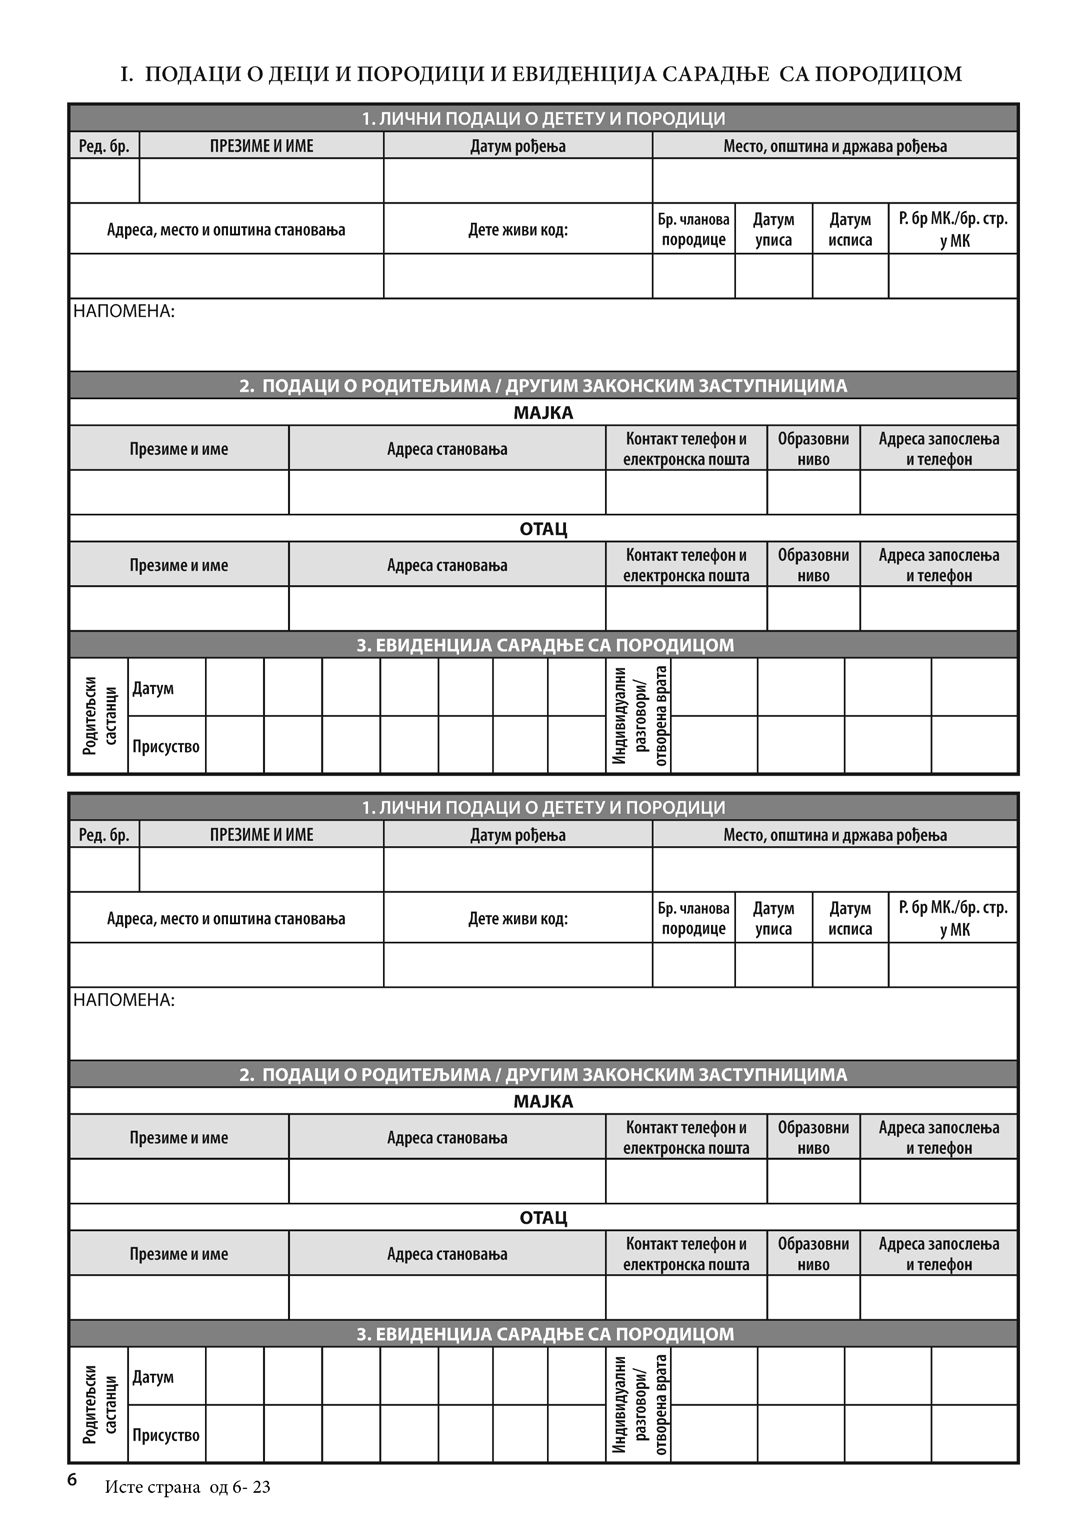 I. ПОДАЦИ О ДЕЦИ И ПОРОДИЦИ И ЕВИДЕНЦИЈА САРАДЊЕ СА ПОРОДИЦОМ
1. ЛИЧНИ ПОДАЦИ О ДЕТЕТУ И ПОРОДИЦИ
Ред. бр. ПРЕЗИМЕ И ИМЕ Датум рођења Место, општина и држава рођења
Адреса, место и општина становања Дете живи код: Бр. чланова породице Датум уписа Датум исписа Р. бр МК./бр. стр. у МК
НАПОМЕНА:
2. ПОДАЦИ О РОДИТЕЉИМА / ДРУГИМ ЗАКОНСКИМ ЗАСТУПНИЦИМА
МАЈКА
Презиме и име Адреса становања Контакт телефон и електронска пошта Образовни ниво Адреса запослења и телефон
ОТАЦ
Презиме и име Адреса становања Контакт телефон и електронска пошта Образовни ниво Адреса запослења и телефон
3. ЕВИДЕНЦИЈА САРАДЊЕ СА ПОРОДИЦОМ
Родитељски састанци
Датум
Присуство
Индивидуални разговори/ отворена врата
1. ЛИЧНИ ПОДАЦИ О ДЕТЕТУ И ПОРОДИЦИ
Ред. бр. ПРЕЗИМЕ И ИМЕ Датум рођења Место, општина и држава рођења
Адреса, место и општина становања Дете живи код: Бр. чланова породице Датум уписа Датум исписа Р. бр МК./бр. стр. у МК
НАПОМЕНА:
2. ПОДАЦИ О РОДИТЕЉИМА / ДРУГИМ ЗАКОНСКИМ ЗАСТУПНИЦИМА
МАЈКА
Презиме и име Адреса становања Контакт телефон и електронска пошта Образовни ниво Адреса запослења и телефон
ОТАЦ
Презиме и име Адреса становања Контакт телефон и електронска пошта Образовни ниво Адреса запослења и телефон
3. ЕВИДЕНЦИЈА САРАДЊЕ СА ПОРОДИЦОМ
Родитељски састанци
Датум
Присуство
Индивидуални разговори/ отворена врата
6 Исте страна од 6- 23